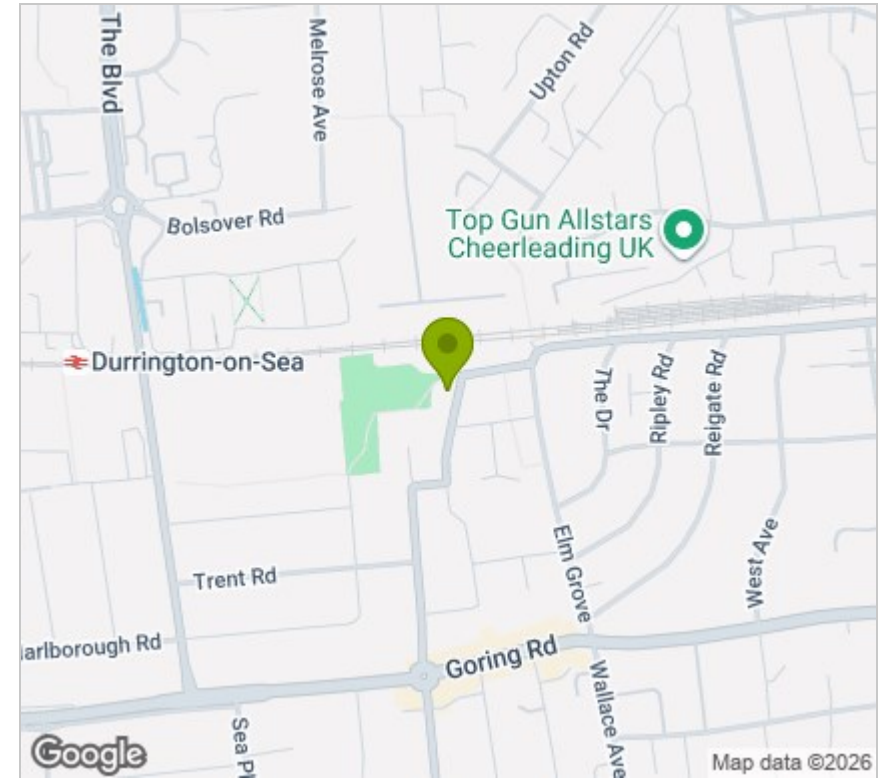 The Blvd
Melrose Ave
Upton Rd
Bolsover Rd
Top Gun Allstars
Cheerleading UK
Durrington-on-Sea
The Dr
Ripley Rd
Reigate Rd
Elm Grove
West Ave
Trent Rd
arlborough Rd
Goring Rd
Wallace Ave
Sea Pl
Google
Map data ©2026